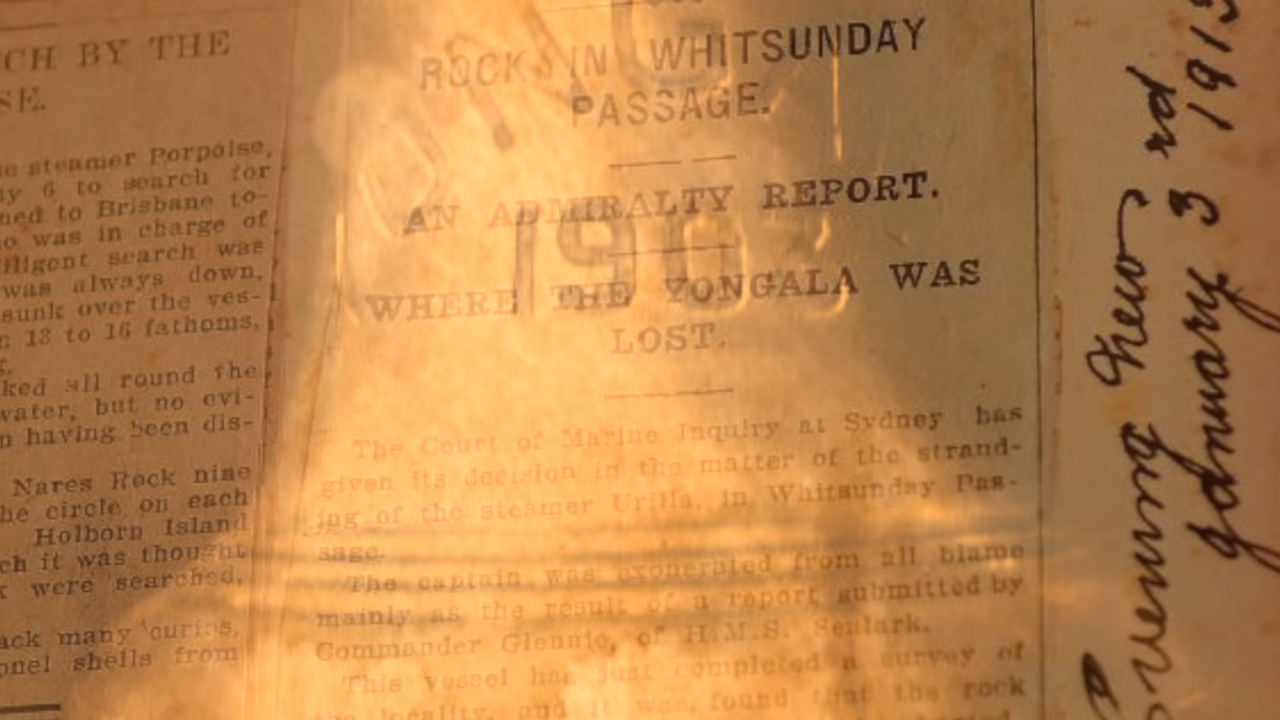 CH BY THE
SE.
e steamer Porpoise,
ay 6 to search for
ned to Brisbane to-
o was in charge of
diligent search was
was always down,
sunk over the ves-
n 13 to 16 fathoms,
ked all round the
water, but no evi-
n having been dis-
Nares Rock nine
he circle on each
Holborn Island
ch it was thought
k were searched,
ack many curios,
onel shells from
ROCK IN WHITSUNDAY
PASSAGE.
AN ADMIRALTY REPORT.
WHERE THE YONGALA WAS
LOST.
The Court of Marine Inquiry at Sydney has
given its decision in the matter of the strand-
ing of the steamer Urilla, in Whitsunday Pas-
sage.
The captain was exonerated from all blame
mainly as the result of a report submitted by
Commander Glennie, of H.M.S. Sealark.
This vessel has just completed a survey of
the locality, and it was found that the rock
1903
Evening News
January 3rd 191